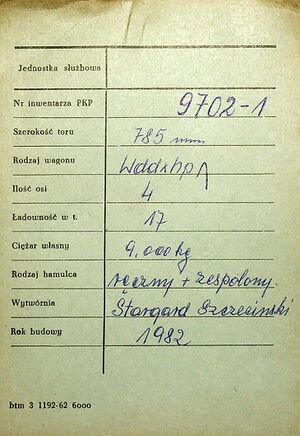 Jednostka służbowa
Nr inwentarza PKP 9702-1
Szerokość toru 785 mm
Rodzaj wagonu Wddxhp
Ilość osi 4
Ładowność w t. 17
Ciężar własny 9.000 kg
Rodzaj hamulca ręczny + zespolony.
Wytwórnia Stargard Szczeciński
Rok budowy 1982
btm 3 1192-62 6000